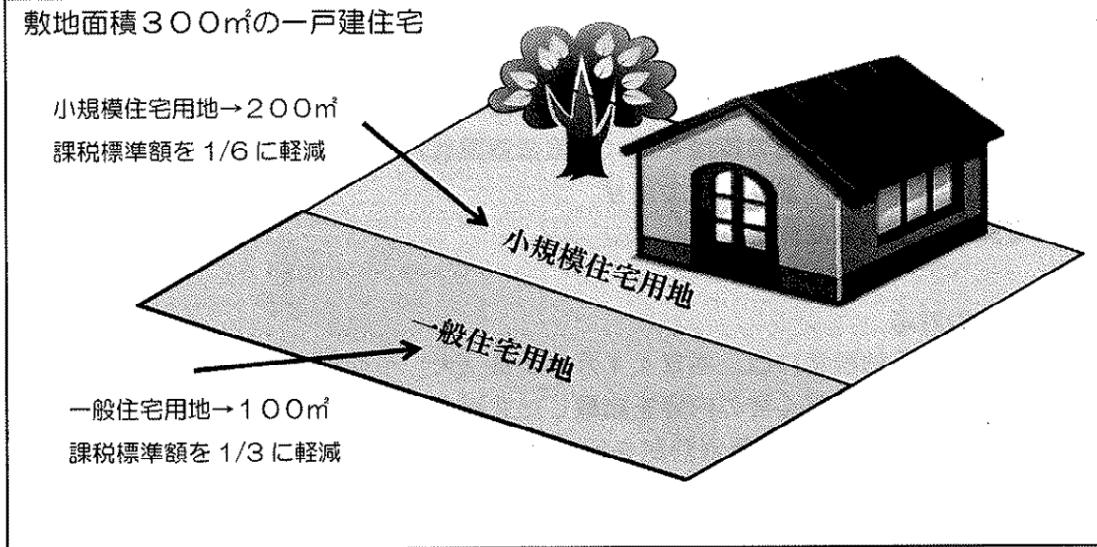 敷地面積３００㎡の一戸建住宅
小規模住宅用地→２００㎡
課税標準額を 1/6 に軽減
小規模住宅用地
一般住宅用地
一般住宅用地→１００㎡
課税標準額を 1/3 に軽減